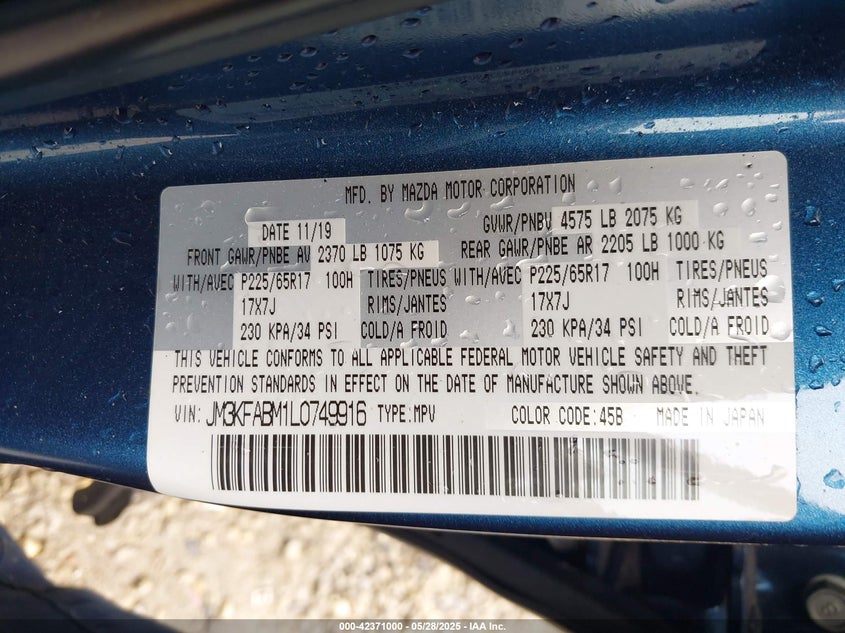 MFD. BY MAZDA MOTOR CORPORATION
DATE 11/19 GVWR/PNBV 4575 LB 2075 KG
FRONT GAWR/PNBE AV 2370 LB 1075 KG REAR GAWR/PNBE AR 2205 LB 1000 KG
WITH/AVEC P225/65R17 100H TIRES/PNEUS WITH/AVEC P225/65R17 100H TIRES/PNEUS
17X7J RIMS/JANTES 17X7J RIMS/JANTES
230 KPA/34 PSI COLD/A FROID 230 KPA/34 PSI COLD/A FROID
THIS VEHICLE CONFORMS TO ALL APPLICABLE FEDERAL MOTOR VEHICLE SAFETY AND THEFT
PREVENTION STANDARDS IN EFFECT ON THE DATE OF MANUFACTURE SHOWN ABOVE.
VIN: JM3KFABM1L0749916 TYPE:MPV COLOR CODE:45B MADE IN JAPAN
000-42371000 - 05/28/2025 - IAA Inc.